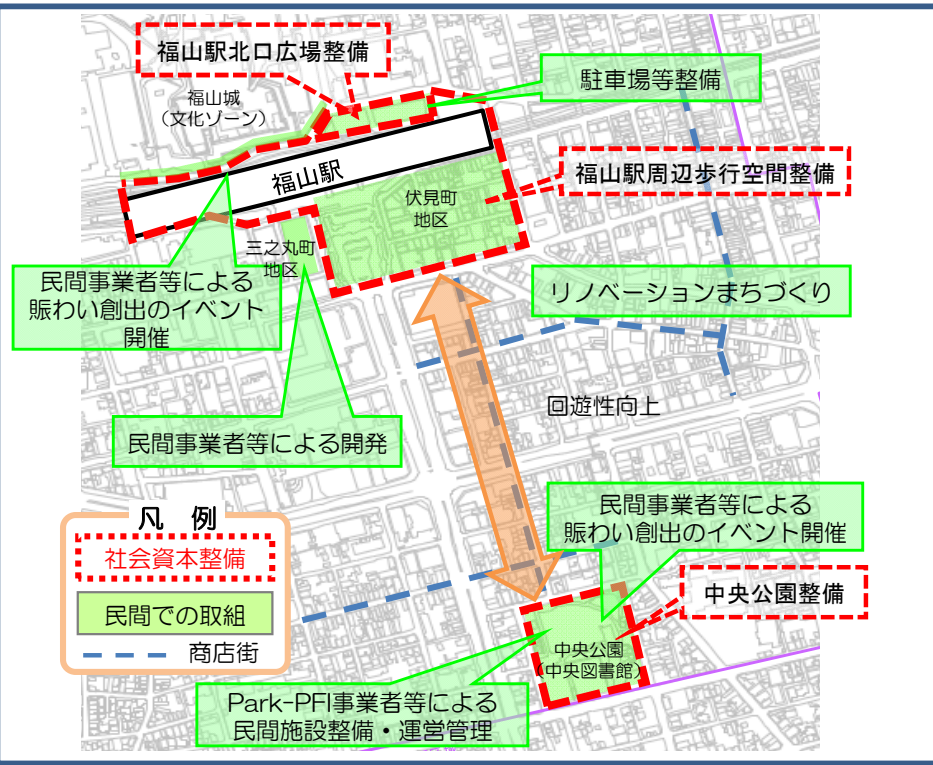 福山駅北口広場整備
駐車場等整備
福山城
(文化ゾーン)
福山駅
福山駅周辺歩行空間整備
伏見町
地区
三之丸町
地区
民間事業者等による
賑わい創出のイベント
開催
リノベーションまちづくり
回遊性向上
民間事業者等による開発
民間事業者等による
賑わい創出のイベント開催
凡 例
社会資本整備
民間での取組
商店街
中央公園整備
中央公園
(中央図書館)
Park-PFI事業者等による
民間施設整備・運営管理